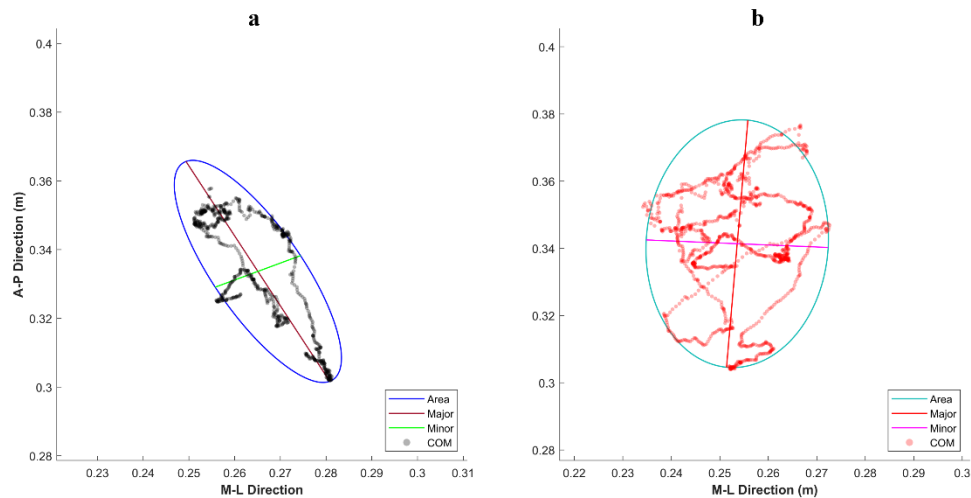 a
0.4
0.38
0.36
0.34
0.32
0.3
0.28
A-P Direction (m)
0.23 0.24 0.25 0.26 0.27 0.28 0.29 0.3 0.31
M-L Direction
Area
Major
Minor
COM
b
0.4
0.38
0.36
0.34
0.32
0.3
0.28
0.22 0.23 0.24 0.25 0.26 0.27 0.28 0.29 0.3
M-L Direction (m)
Area
Major
Minor
COM